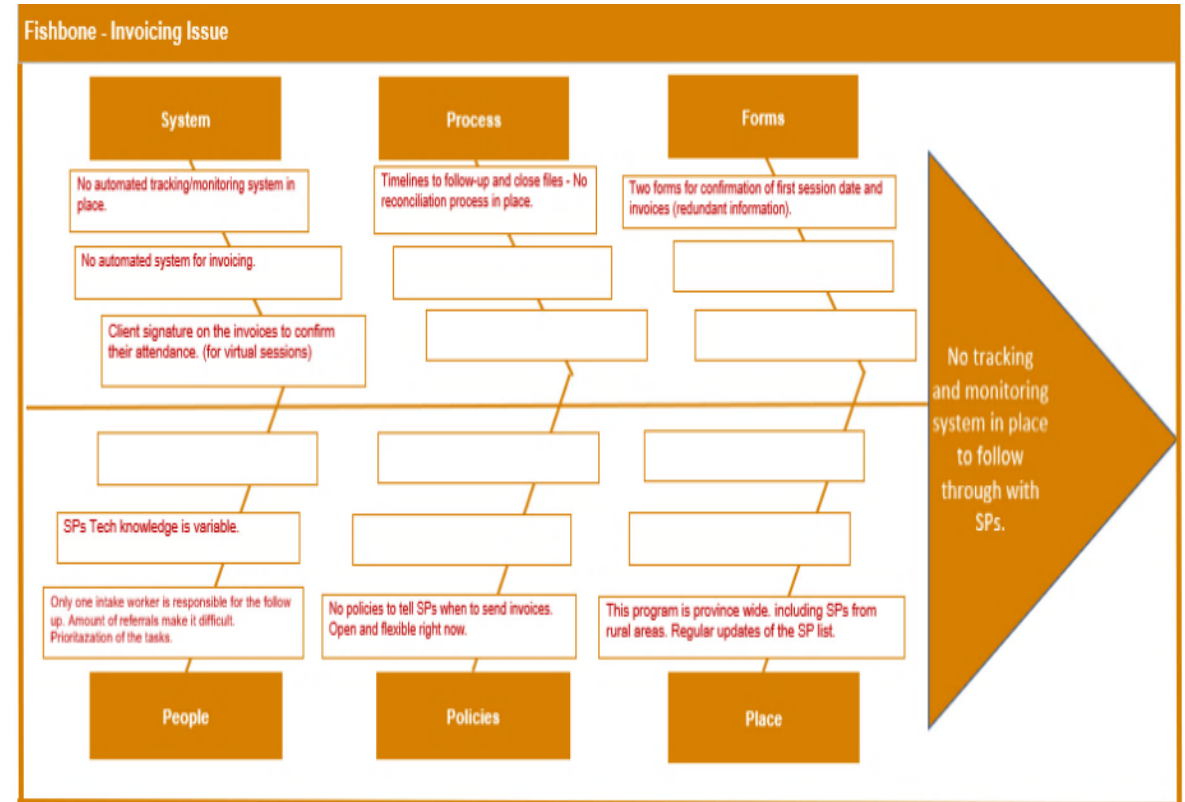 Fishbone - Invoicing Issue
System
Process
Forms
No automated tracking/monitoring system in
place.
Timelines to follow-up and close files - No
reconciliation process in place.
Two forms for confirmation of first session date and
invoices (redundant information).
No automated system for invoicing.
Client signature on the invoices to confirm
their attendance. (for virtual sessions)
No tracking
and monitoring
system in place
to follow
through with
SPs.
SPs Tech knowledge is variable.
Only one intake worker is responsible for the follow
up. Amount of referrals make it difficult.
Prioritazation of the tasks.
No policies to tell SPs when to send invoices.
Open and flexible right now.
This program is province wide. including SPs from
rural areas. Regular updates of the SP list.
People
Policies
Place